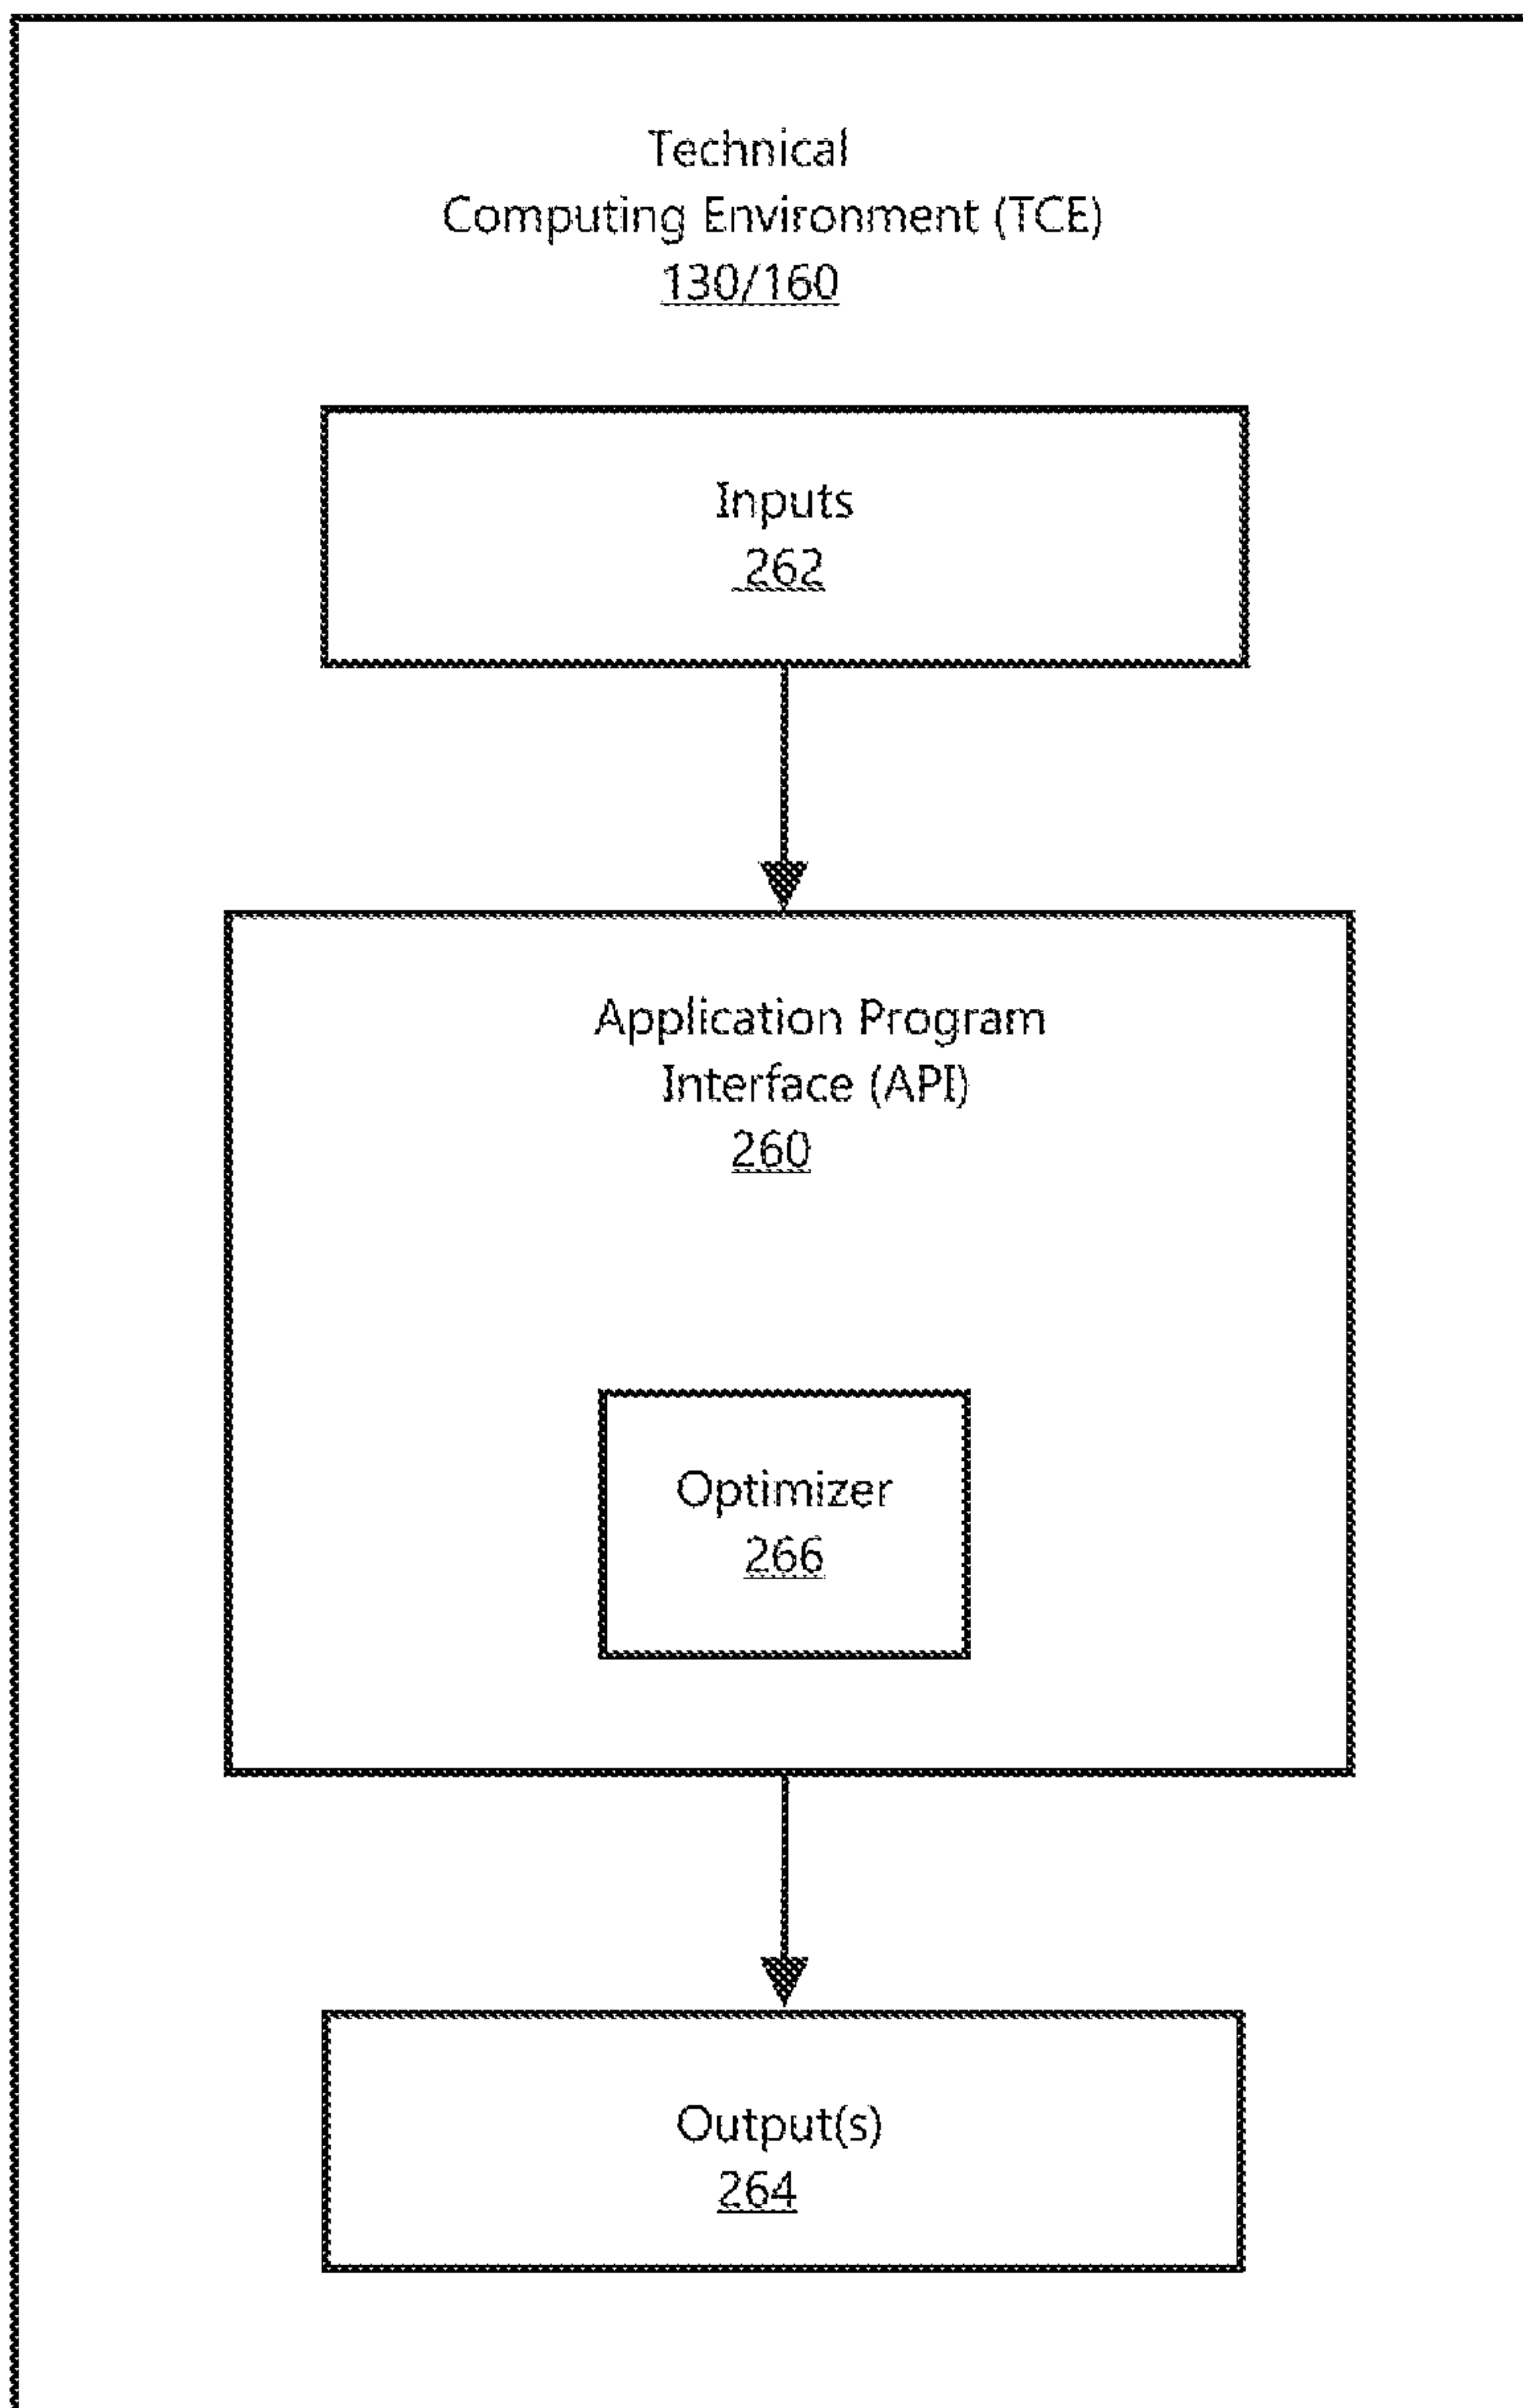 Technical
Computing Environment (TCE)
130/160
Inputs
262
Application Program
Interface (API)
260
Optimizer
266
Output(s)
264